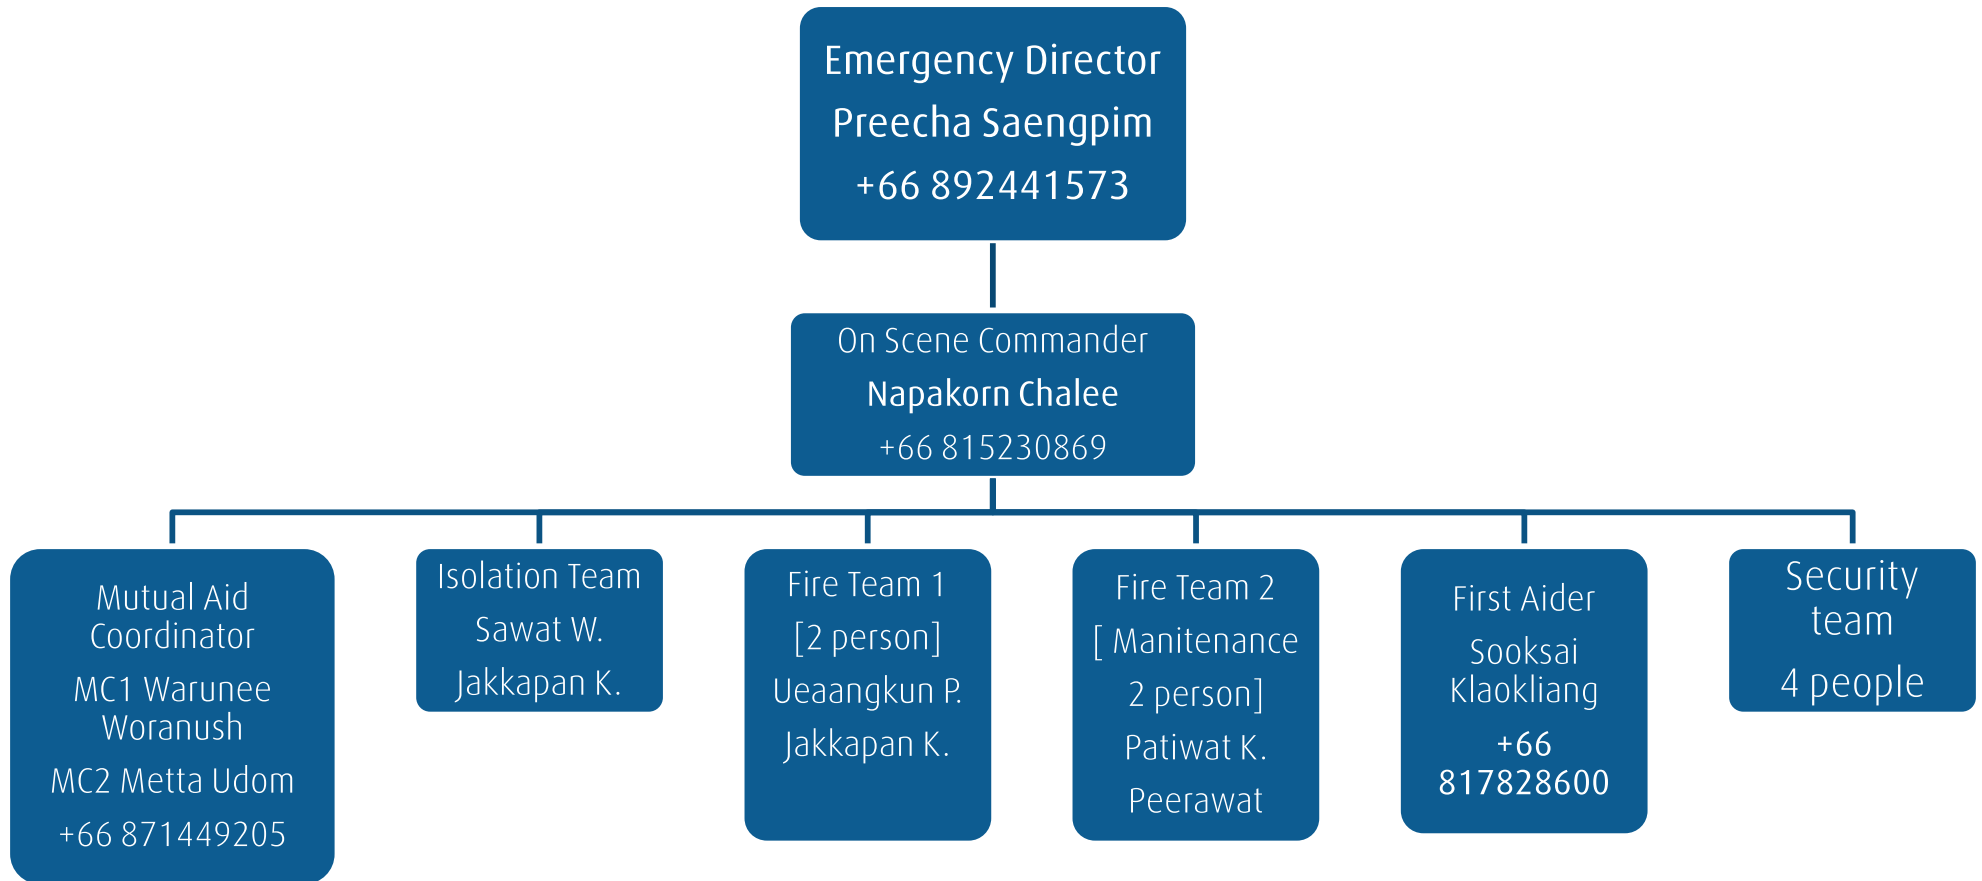 Emergency Director
Preecha Saengpim
+66 892441573
On Scene Commander
Napakorn Chalee
+66 815230869
Mutual Aid
Coordinator
MC1 Warunee
Woranush
MC2 Metta Udom
+66 871449205
Isolation Team
Sawat W.
Jakkapan K.
Fire Team 1
[2 person]
Ueaangkun P.
Jakkapan K.
Fire Team 2
[ Manitenance
2 person]
Patiwat K.
Peerawat
First Aider
Sooksai
Klaokliang
+66
817828600
Security
team
4 people